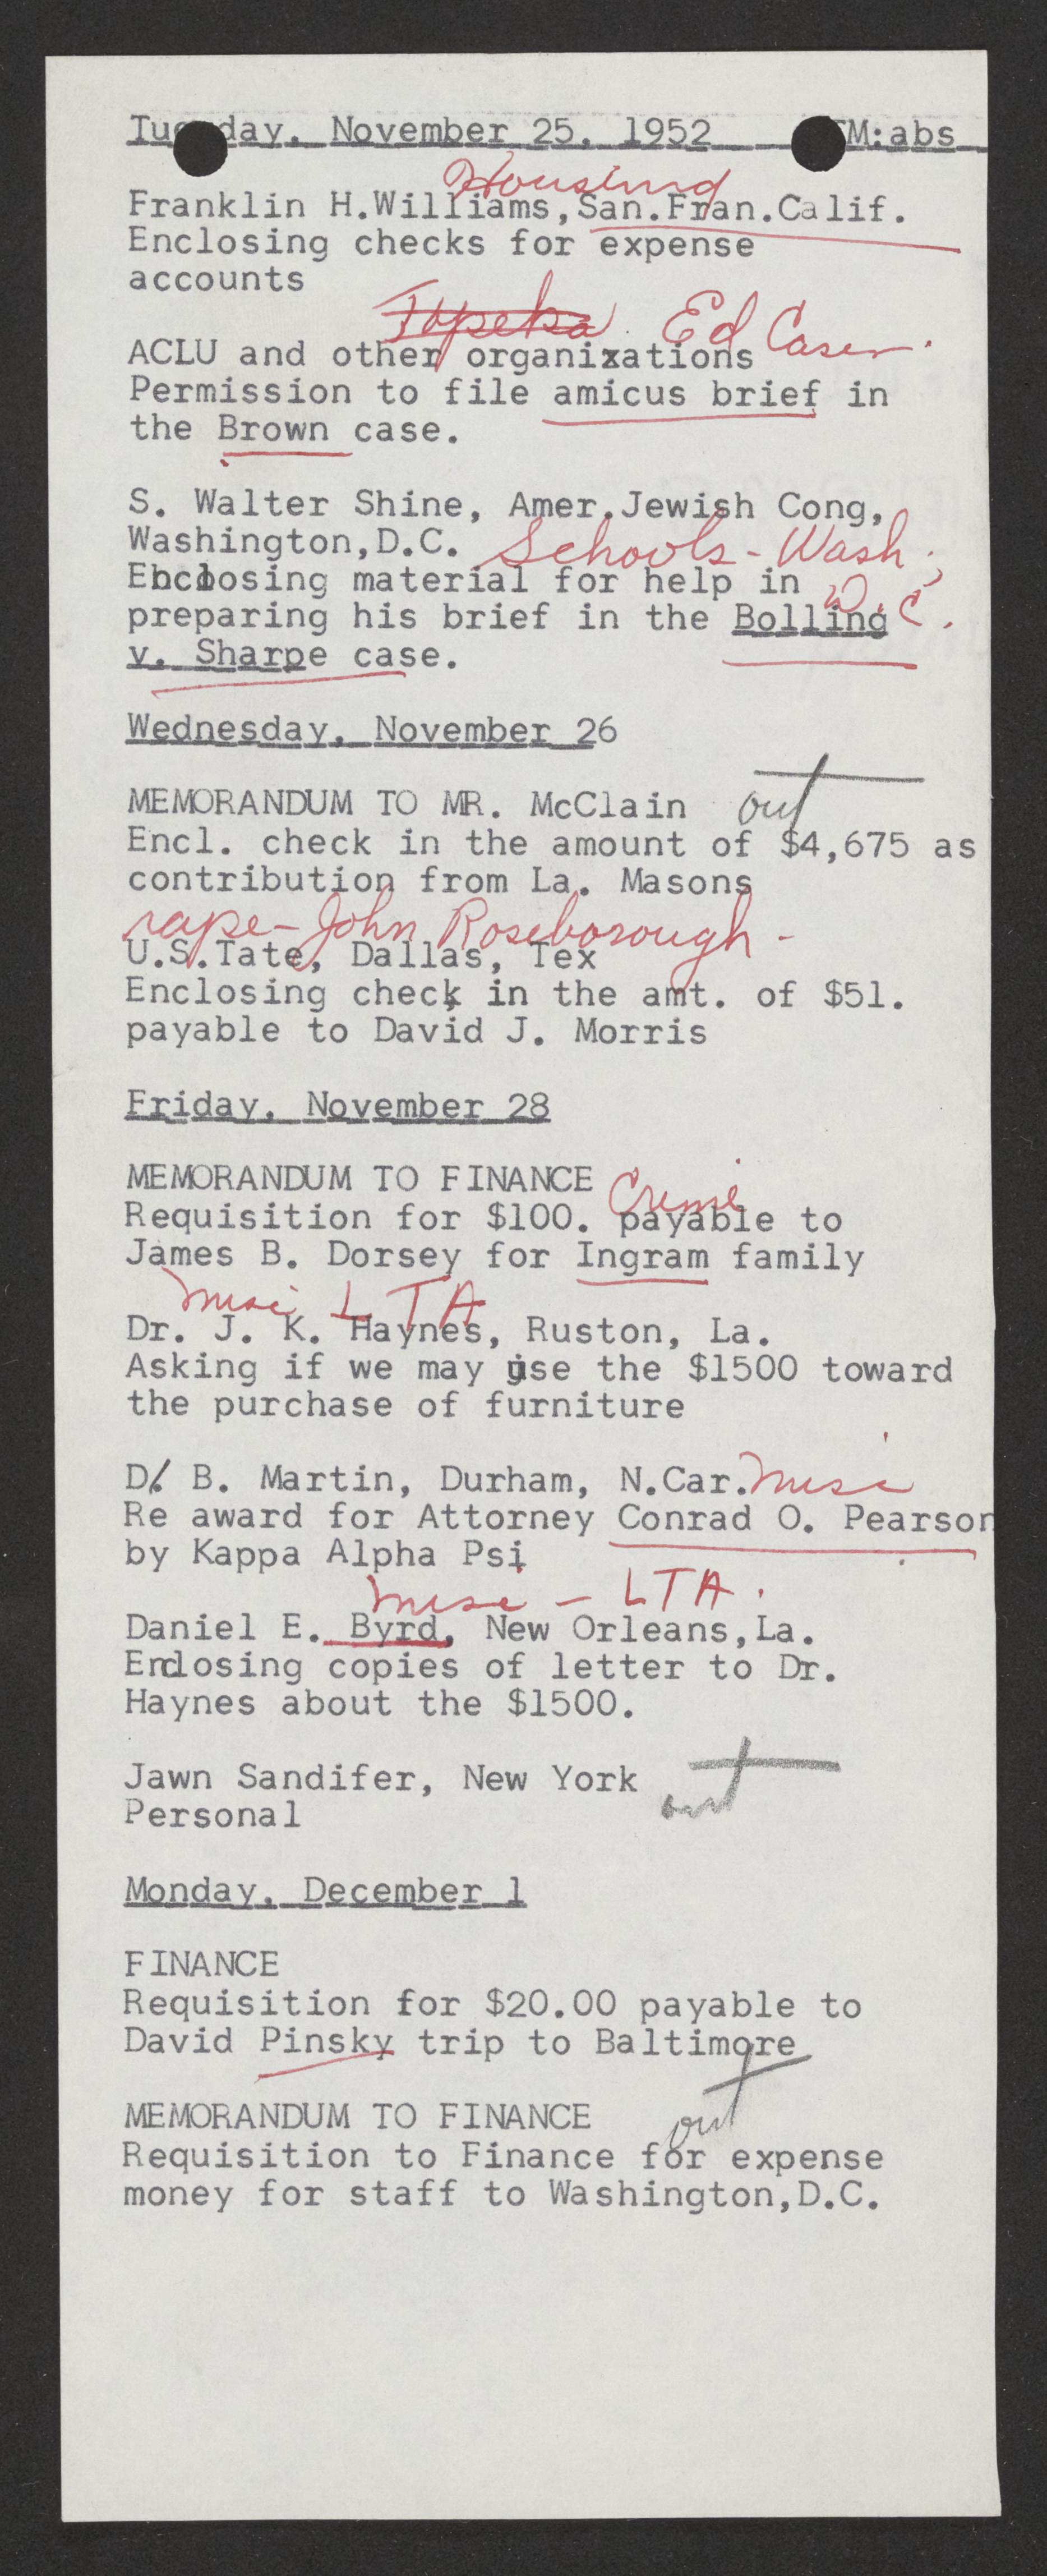 Tuesday, November 25, 1952 TM:abs
Housing
Franklin H.Williams,San.Fran.Calif.
Enclosing checks for expense
accounts
Topeka Ed Cases.
ACLU and other organizations
Permission to file amicus brief in
the Brown case.
S. Walter Shine, Amer.Jewish Cong,
Washington,D.C. Schools - Wash.
Enclosing material for help in D.C.
preparing his brief in the Bolling
v. Sharpe case.
Wednesday, November 26
MEMORANDUM TO MR. McClain out
Encl. check in the amount of $4,675 as
contribution from La. Masons
rape - John Roseborough -
U.S.Tate, Dallas, Tex
Enclosing check in the amt. of $51.
payable to David J. Morris
Friday, November 28
MEMORANDUM TO FINANCE Crime
Requisition for $100. payable to
James B. Dorsey for Ingram family
misc LTA
Dr. J. K. Haynes, Ruston, La.
Asking if we may use the $1500 toward
the purchase of furniture
D. B. Martin, Durham, N.Car. misc
Re award for Attorney Conrad O. Pearson
by Kappa Alpha Psi
misc - LTA.
Daniel E. Byrd, New Orleans,La.
Enclosing copies of letter to Dr.
Haynes about the $1500.
Jawn Sandifer, New York out
Personal
Monday, December 1
FINANCE
Requisition for $20.00 payable to
David Pinsky trip to Baltimore
MEMORANDUM TO FINANCE out
Requisition to Finance for expense
money for staff to Washington,D.C.